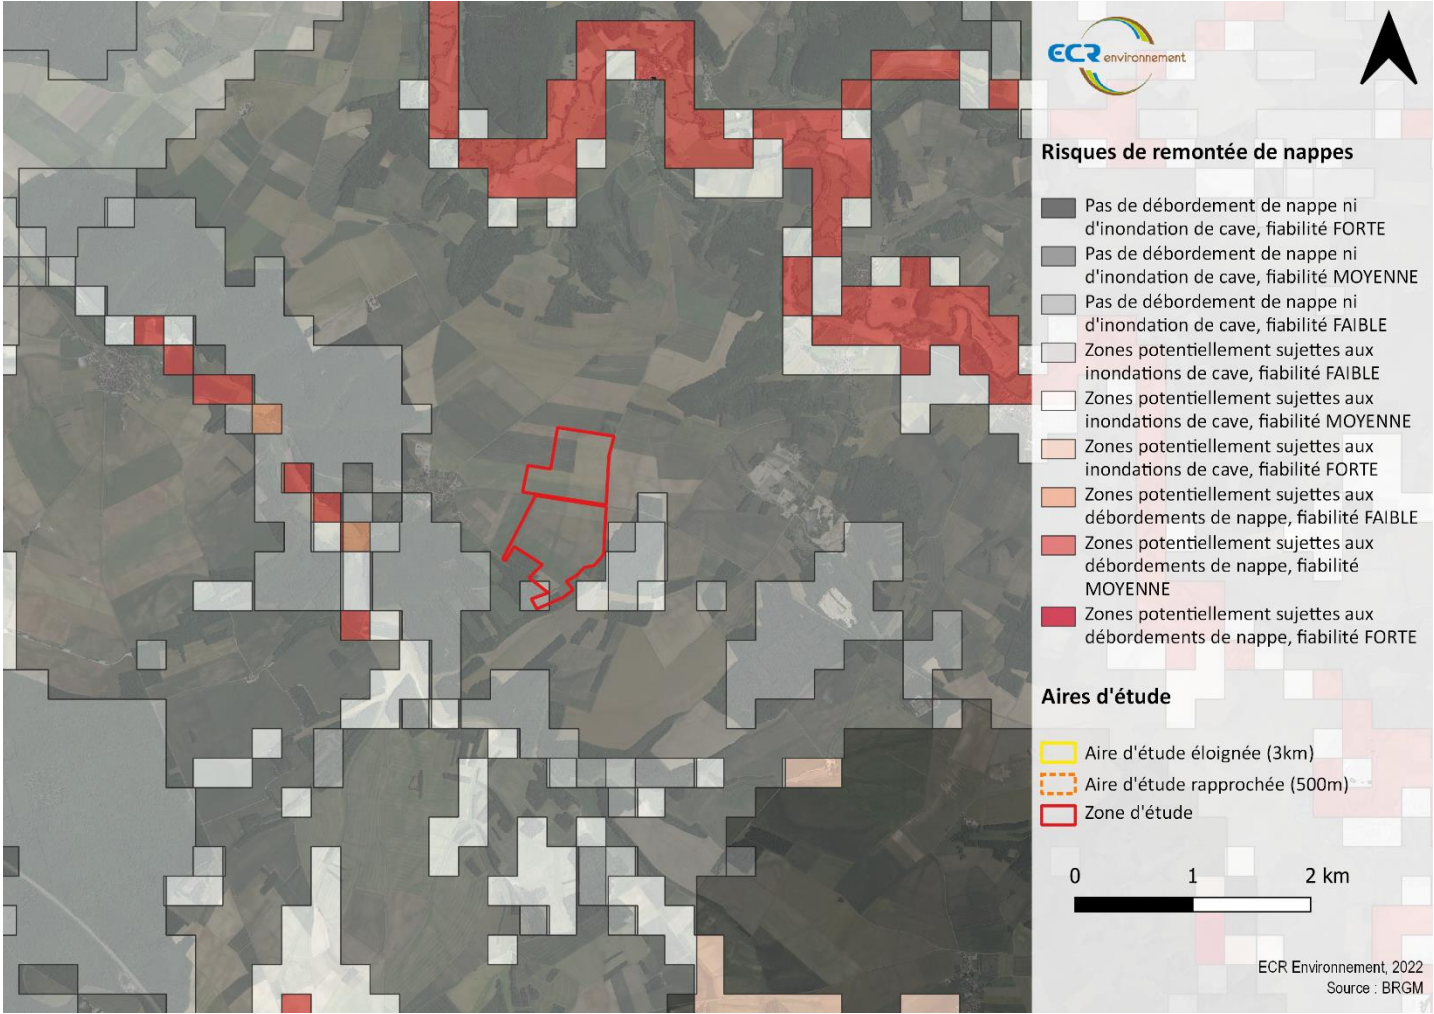 ECR environnement
Risques de remontée de nappes
Pas de débordement de nappe ni
d'inondation de cave, fiabilité FORTE
Pas de débordement de nappe ni
d'inondation de cave, fiabilité MOYENNE
Pas de débordement de nappe ni
d'inondation de cave, fiabilité FAIBLE
Zones potentiellement sujettes aux
inondations de cave, fiabilité FAIBLE
Zones potentiellement sujettes aux
inondations de cave, fiabilité MOYENNE
Zones potentiellement sujettes aux
inondations de cave, fiabilité FORTE
Zones potentiellement sujettes aux
débordements de nappe, fiabilité FAIBLE
Zones potentiellement sujettes aux
débordements de nappe, fiabilité
MOYENNE
Zones potentiellement sujettes aux
débordements de nappe, fiabilité FORTE
Aires d'étude
Aire d'étude éloignée (3km)
Aire d'étude rapprochée (500m)
Zone d'étude
0 1 2 km
ECR Environnement, 2022
Source : BRGM